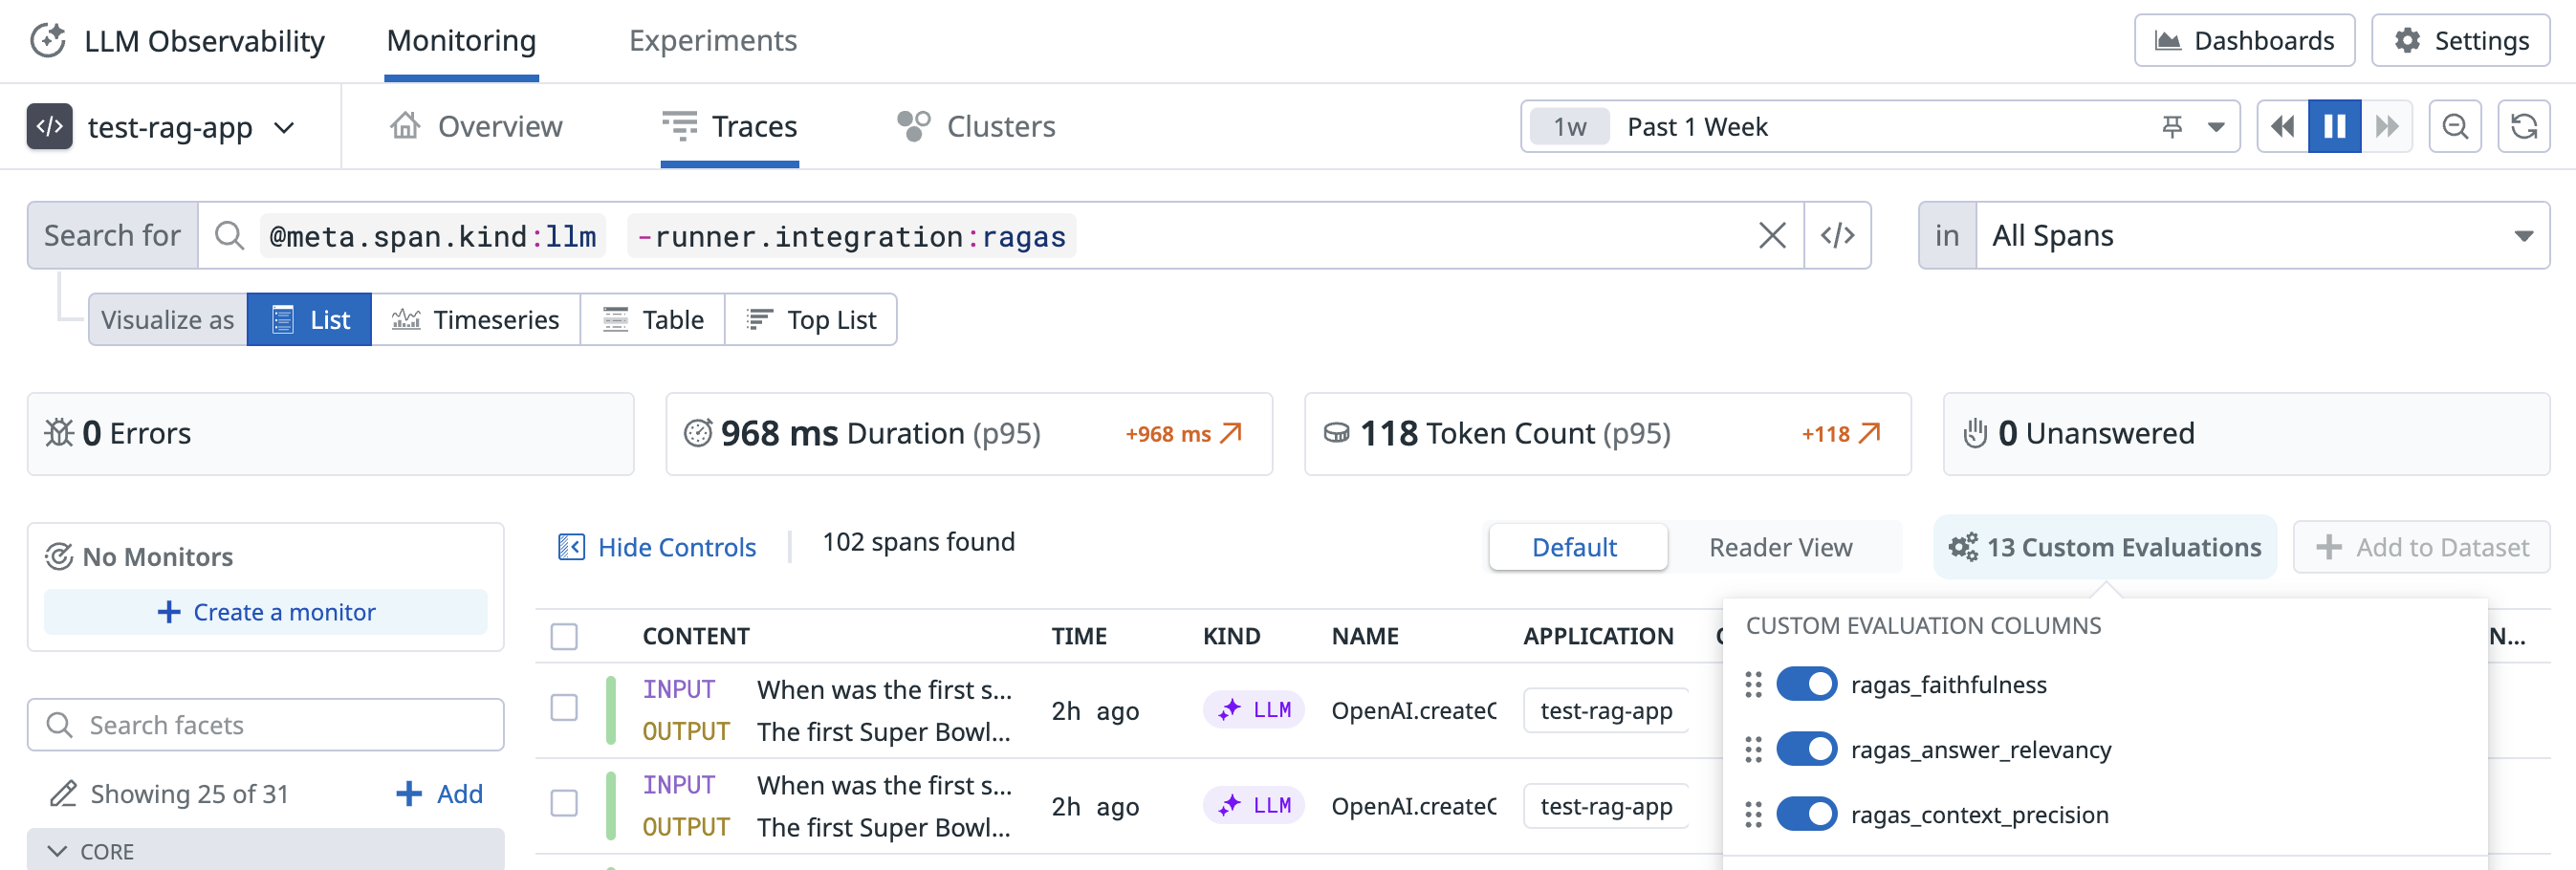 LLM Observability Monitoring Experiments Dashboards Settings
test-rag-app Overview Traces Clusters 1w Past 1 Week
Search for @meta.span.kind:llm -runner.integration:ragas in All Spans
Visualize as List Timeseries Table Top List
0 Errors 968 ms Duration (p95) +968 ms 118 Token Count (p95) +118 0 Unanswered
No Monitors
Create a monitor
Search facets
Showing 25 of 31 Add
CORE
Hide Controls 102 spans found Default Reader View 13 Custom Evaluations Add to Dataset
CONTENT TIME KIND NAME APPLICATION N...
INPUT When was the first s...
OUTPUT The first Super Bowl...
2h ago LLM OpenAI.createC test-rag-app
INPUT When was the first s...
OUTPUT The first Super Bowl...
2h ago LLM OpenAI.createC test-rag-app
CUSTOM EVALUATION COLUMNS
ragas_faithfulness
ragas_answer_relevancy
ragas_context_precision